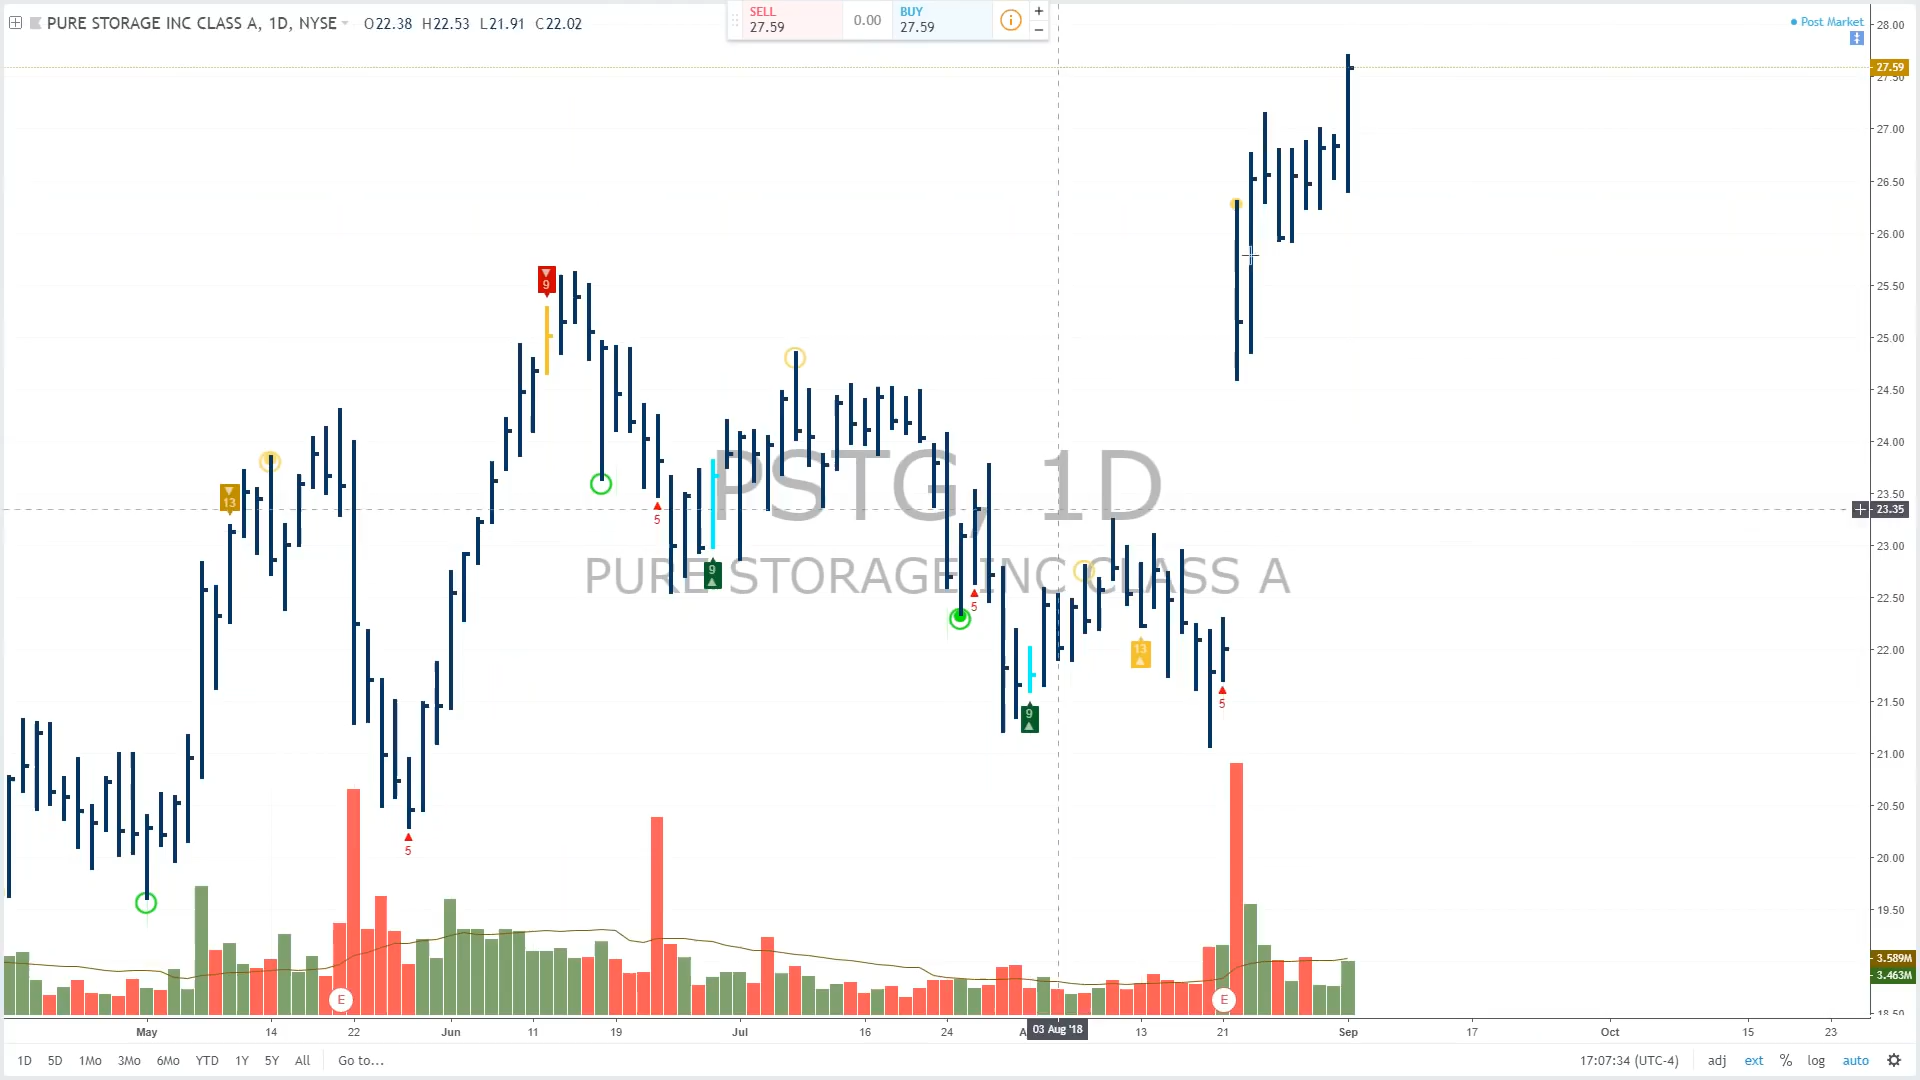 PURE STORAGE INC CLASS A, 1D, NYSE O22.38 H22.53 L21.91 C22.02
SELL
27.59
0.00
BUY
27.59
Post Market
28.00
27.59
27.50
27.00
26.50
26.00
25.50
25.00
24.50
24.00
23.50
23.35
23.00
22.50
22.00
21.50
21.00
20.50
20.00
19.50
3.589M
3.463M
18.50
PSTG, 1D
PURE STORAGE INC CLASS A
13
9
5
5
9
5
9
13
5
E
E
May 14 22 Jun 11 19 Jul 16 24 A 03 Aug '18 13 21 Sep 17 Oct 15 23
1D 5D 1Mo 3Mo 6Mo YTD 1Y 5Y All Go to... 17:07:34 (UTC-4) adj ext % log auto